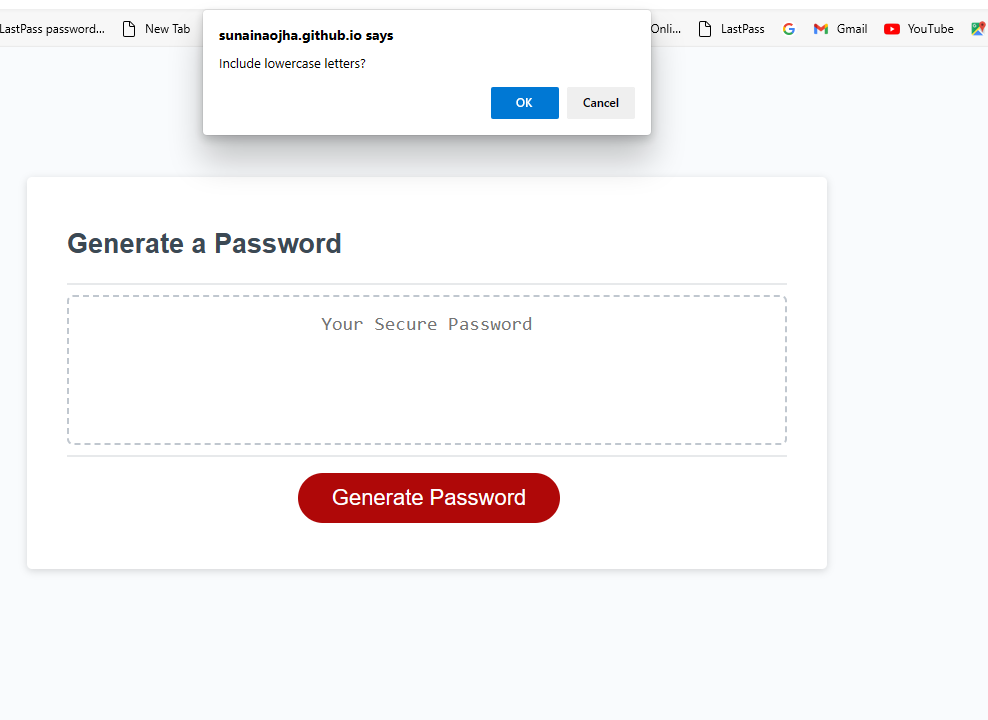 LastPass password... New Tab Onli... LastPass Gmail YouTube
sunainaojha.github.io says
Include lowercase letters?
OK Cancel
Generate a Password
Your Secure Password
Generate Password